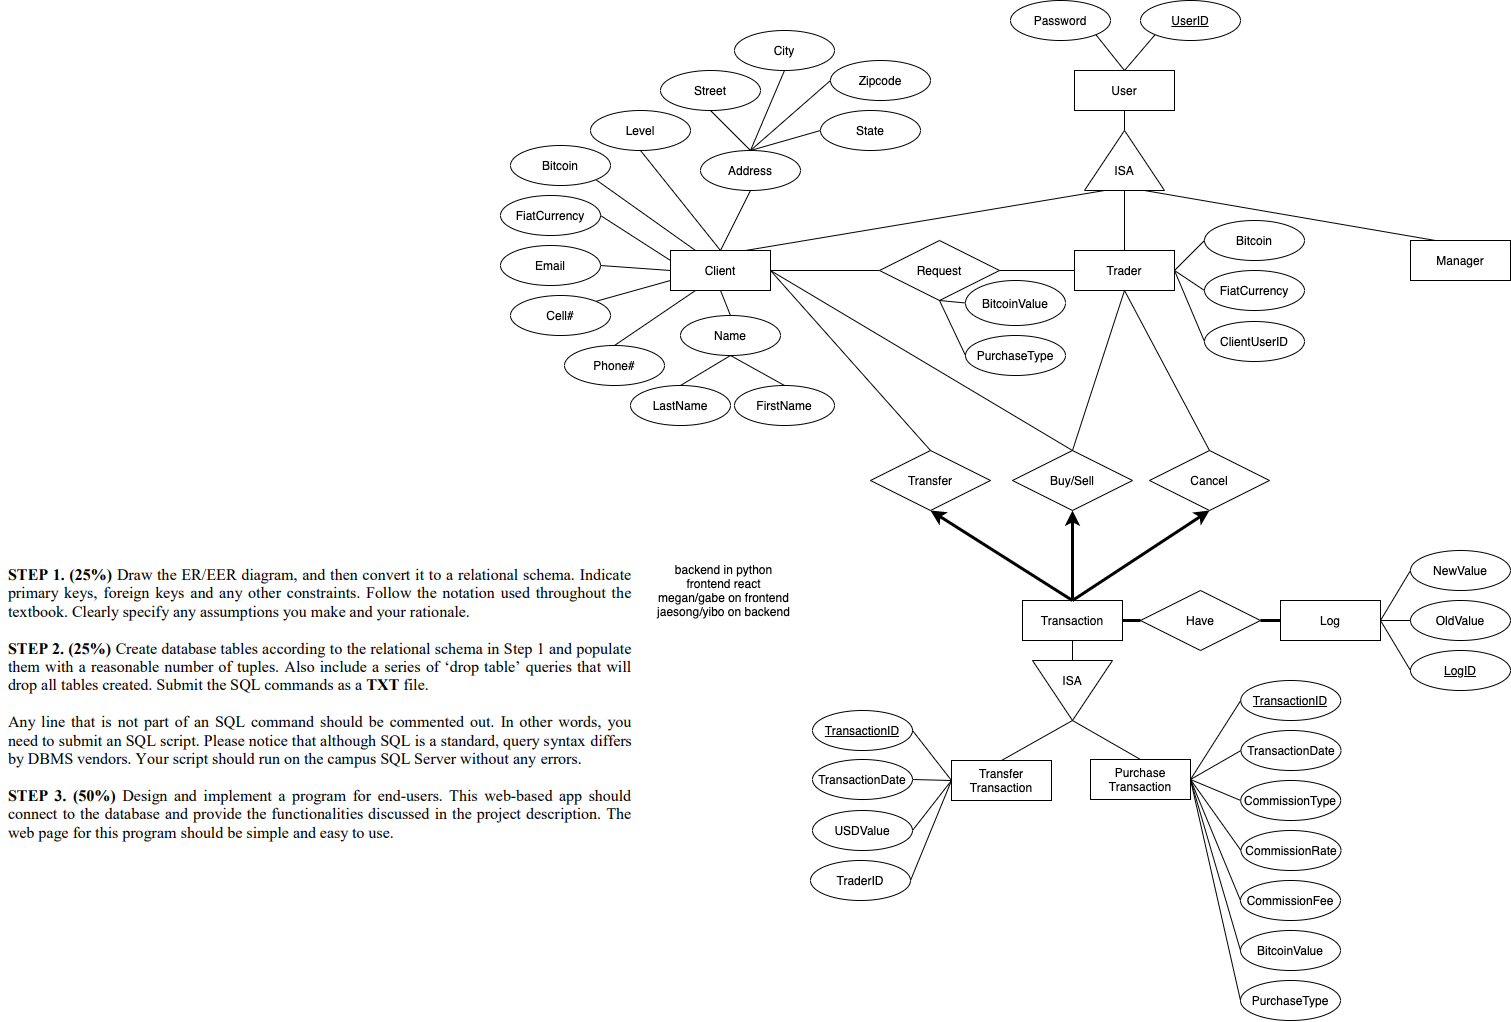 Password
UserID
City
User
Zipcode
Street
State
Level
ISA
Address
Bitcoin
FiatCurrency
Bitcoin
Email
Client
Request
Trader
Manager
FiatCurrency
BitcoinValue
Cell#
Name
ClientUserID
PurchaseType
Phone#
LastName
FirstName
Transfer
Buy/Sell
Cancel
STEP 1. (25%) Draw the ER/EER diagram, and then convert it to a relational schema. Indicate
primary keys, foreign keys and any other constraints. Follow the notation used throughout the
textbook. Clearly specify any assumptions you make and your rationale.
STEP 2. (25%) Create database tables according to the relational schema in Step 1 and populate
them with a reasonable number of tuples. Also include a series of ‘drop table’ queries that will
drop all tables created. Submit the SQL commands as a TXT file.
Any line that is not part of an SQL command should be commented out. In other words, you
need to submit an SQL script. Please notice that although SQL is a standard, query syntax differs
by DBMS vendors. Your script should run on the campus SQL Server without any errors.
STEP 3. (50%) Design and implement a program for end-users. This web-based app should
connect to the database and provide the functionalities discussed in the project description. The
web page for this program should be simple and easy to use.
backend in python
frontend react
megan/gabe on frontend
jaesong/yibo on backend
Transaction
Have
Log
NewValue
OldValue
LogID
ISA
TransactionID
TransactionDate
USDValue
TraderID
Transfer
Transaction
Purchase
Transaction
TransactionID
TransactionDate
CommissionType
CommissionRate
CommissionFee
BitcoinValue
PurchaseType